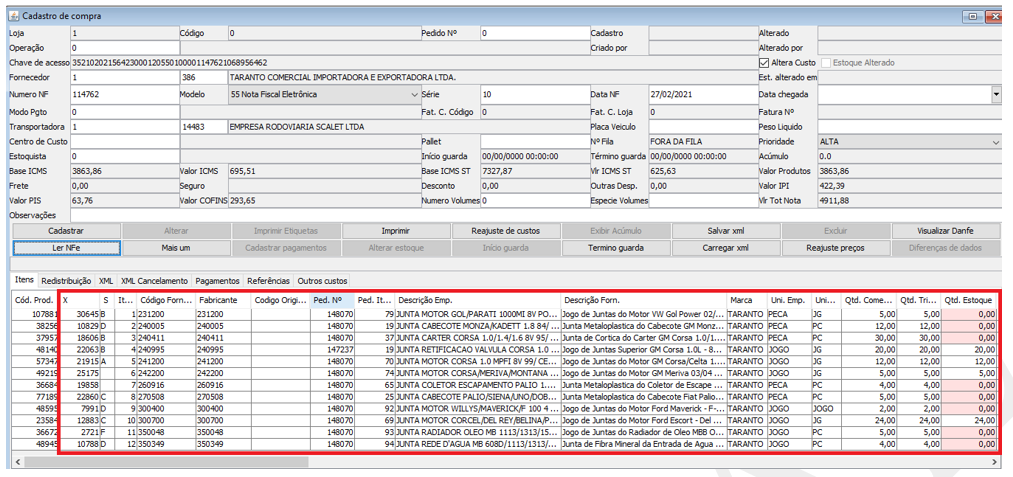 Cadastro de compra
Loja 1 Código 0 Pedido Nº 0 Cadastro Alterado
Operação 0 Criado por Alterado por
Chave de acesso 35210202156423000120550100001147621068956462 Altera Custo Estoque Alterado
Fornecedor 1 386 TARANTO COMERCIAL IMPORTADORA E EXPORTADORA LTDA. Est. alterado em
Numero NF 114762 Modelo 55 Nota Fiscal Eletrônica Série 10 Data NF 27/02/2021 Data chegada
Modo Pgto 0 Fat. C. Código 0 Fat. C. Loja 0 Fatura Nº
Transportadora 1 14483 EMPRESA RODOVIARIA SCALET LTDA Placa Veiculo Peso Liquido
Centro de Custo Pallet Nº Fila FORA DA FILA Prioridade ALTA
Estoquista 0 Início guarda 00/00/0000 00:00:00 Término guarda 00/00/0000 00:00:00 Acúmulo 0.0
Base ICMS 3863,86 Valor ICMS 695,51 Base ICMS ST 7327,87 Vlr ICMS ST 625,63 Valor Produtos 3863,86
Frete 0,00 Seguro Desconto 0,00 Outras Desp. 0,00 Valor IPI 422,39
Valor PIS 63,76 Valor COFINS 293,65 Numero Volumes 0 Especie Volumes Vlr Tot Nota 4911,88
Observações
Cadastrar Alterar Imprimir Etiquetas Imprimir Reajuste de custos Exibir Acúmulo Salvar xml Excluir Visualizar Danfe
Ler NFe Mais um Cadastrar pagamentos Alterar estoque Início guarda Termino guarda Carregar xml Reajuste preços Diferenças de dados
Itens Redistribuição XML XML Cancelamento Pagamentos Referências Outros custos
Cód. Prod. X S It... Código Forn... Fabricante Codigo Origi... Ped. Nº Ped. It... Descrição Emp. Descrição Forn. Marca Uni. Emp. Uni... Qtd. Come... Qtd. Tri... Qtd. Estoque
107881 30645 B 1 231200 231200 148070 79 JUNTA MOTOR GOL/PARATI 1000MI 8V PO... Jogo de Juntas do Motor VW Gol Power 02/... TARANTO PECA JG 5,00 5,00 0,00
38256 10829 D 2 240005 240005 148070 19 JUNTA CABECOTE MONZA/KADETT 1.8 84/ ... Junta Metaloplastica do Cabecote GM Monz... TARANTO PECA PC 12,00 12,00 0,00
37957 18606 B 3 240411 240411 148070 37 JUNTA CARTER CORSA 1.0/1.4/1.6 8V 95/ ... Junta de Cortica do Carter GM Corsa 1.0/1... TARANTO PECA PC 30,00 30,00 0,00
48140 22063 B 4 240995 240995 147237 19 JUNTA RETIFICACAO VALVULA CORSA 1.0 ... Jogo de Juntas Superior GM Corsa 1.0L - 8... TARANTO JOGO JG 20,00 20,00 20,00
57347 21915 A 5 241200 241200 148070 70 JUNTA MOTOR CORSA 1.0 MPFI 8V 99/ CE... Jogo de Juntas do Motor GM Corsa/Celta 1... TARANTO JOGO JG 12,00 12,00 12,00
49219 25175 6 242200 242200 148070 74 JUNTA MOTOR CORSA/MERIVA/MONTANA ... Jogo de Juntas do Motor GM Meriva 03/04 ... TARANTO JOGO JG 5,00 5,00 5,00
36684 19858 7 260916 260916 148070 65 JUNTA COLETOR ESCAPAMENTO PALIO 1.... Junta Metaloplastica do Coletor de Escape ... TARANTO PECA PC 4,00 4,00 0,00
77189 22860 C 8 270508 270508 148070 25 JUNTA CABECOTE PALIO/SIENA/UNO/DOB... Junta Metaloplastica do Cabecote Fiat Palio... TARANTO PECA PC 5,00 5,00 0,00
48595 7991 D 9 300400 300400 148070 92 JUNTA MOTOR WILLYS/MAVERICK/F 100 4 ... Jogo de Juntas do Motor Ford Maverick - F-... TARANTO JOGO JOGO 2,00 2,00 0,00
23584 12883 C 10 300700 300700 148070 69 JUNTA MOTOR CORCEL/DEL REY/BELINA/P... Jogo de Juntas do Motor Ford Escort - Del ... TARANTO JOGO JG 24,00 24,00 24,00
36672 2721 F 11 350048 350048 148070 93 JUNTA RADIADOR OLEO MB 1113/1313/15... Jogo de Juntas do Radiador de Oleo MBB O... TARANTO JOGO PC 5,00 5,00 0,00
48945 10788 D 12 350349 350349 148070 94 JUNTA REDE D'AGUA MB 608D/1113/1313/... Junta de Fibra Mineral da Entrada de Agua ... TARANTO JOGO PC 4,00 4,00 0,00